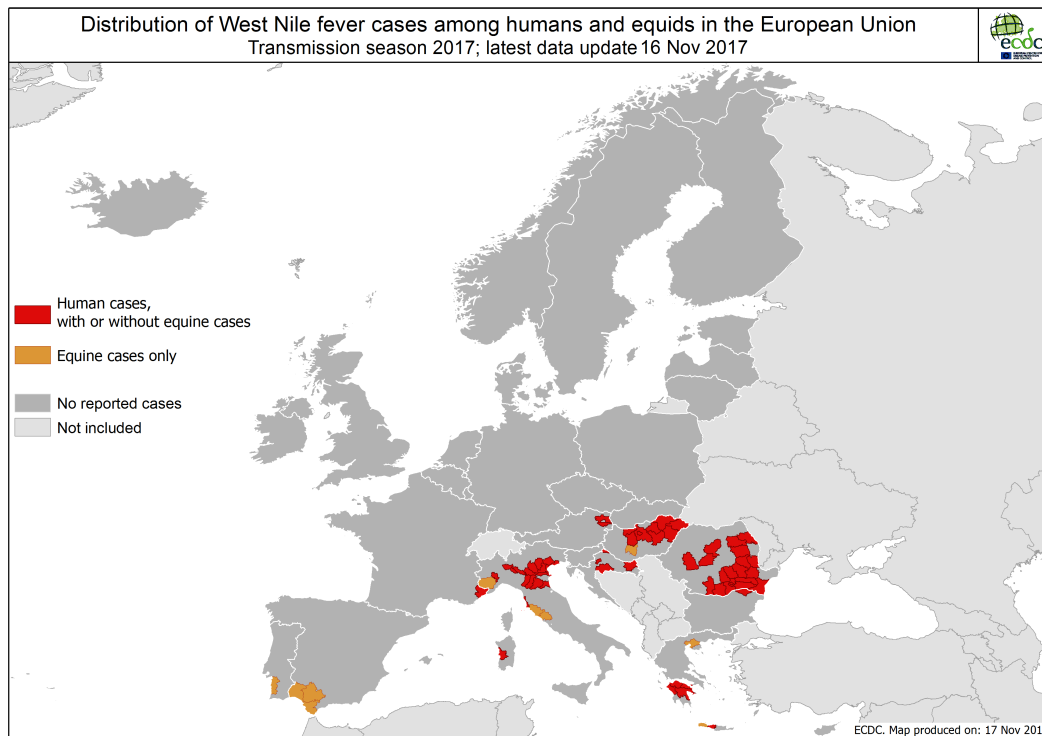 Distribution of West Nile fever cases among humans and equids in the European Union
Transmission season 2017; latest data update 16 Nov 2017
ecdc
Human cases,
with or without equine cases
Equine cases only
No reported cases
Not included
ECDC. Map produced on: 17 Nov 201